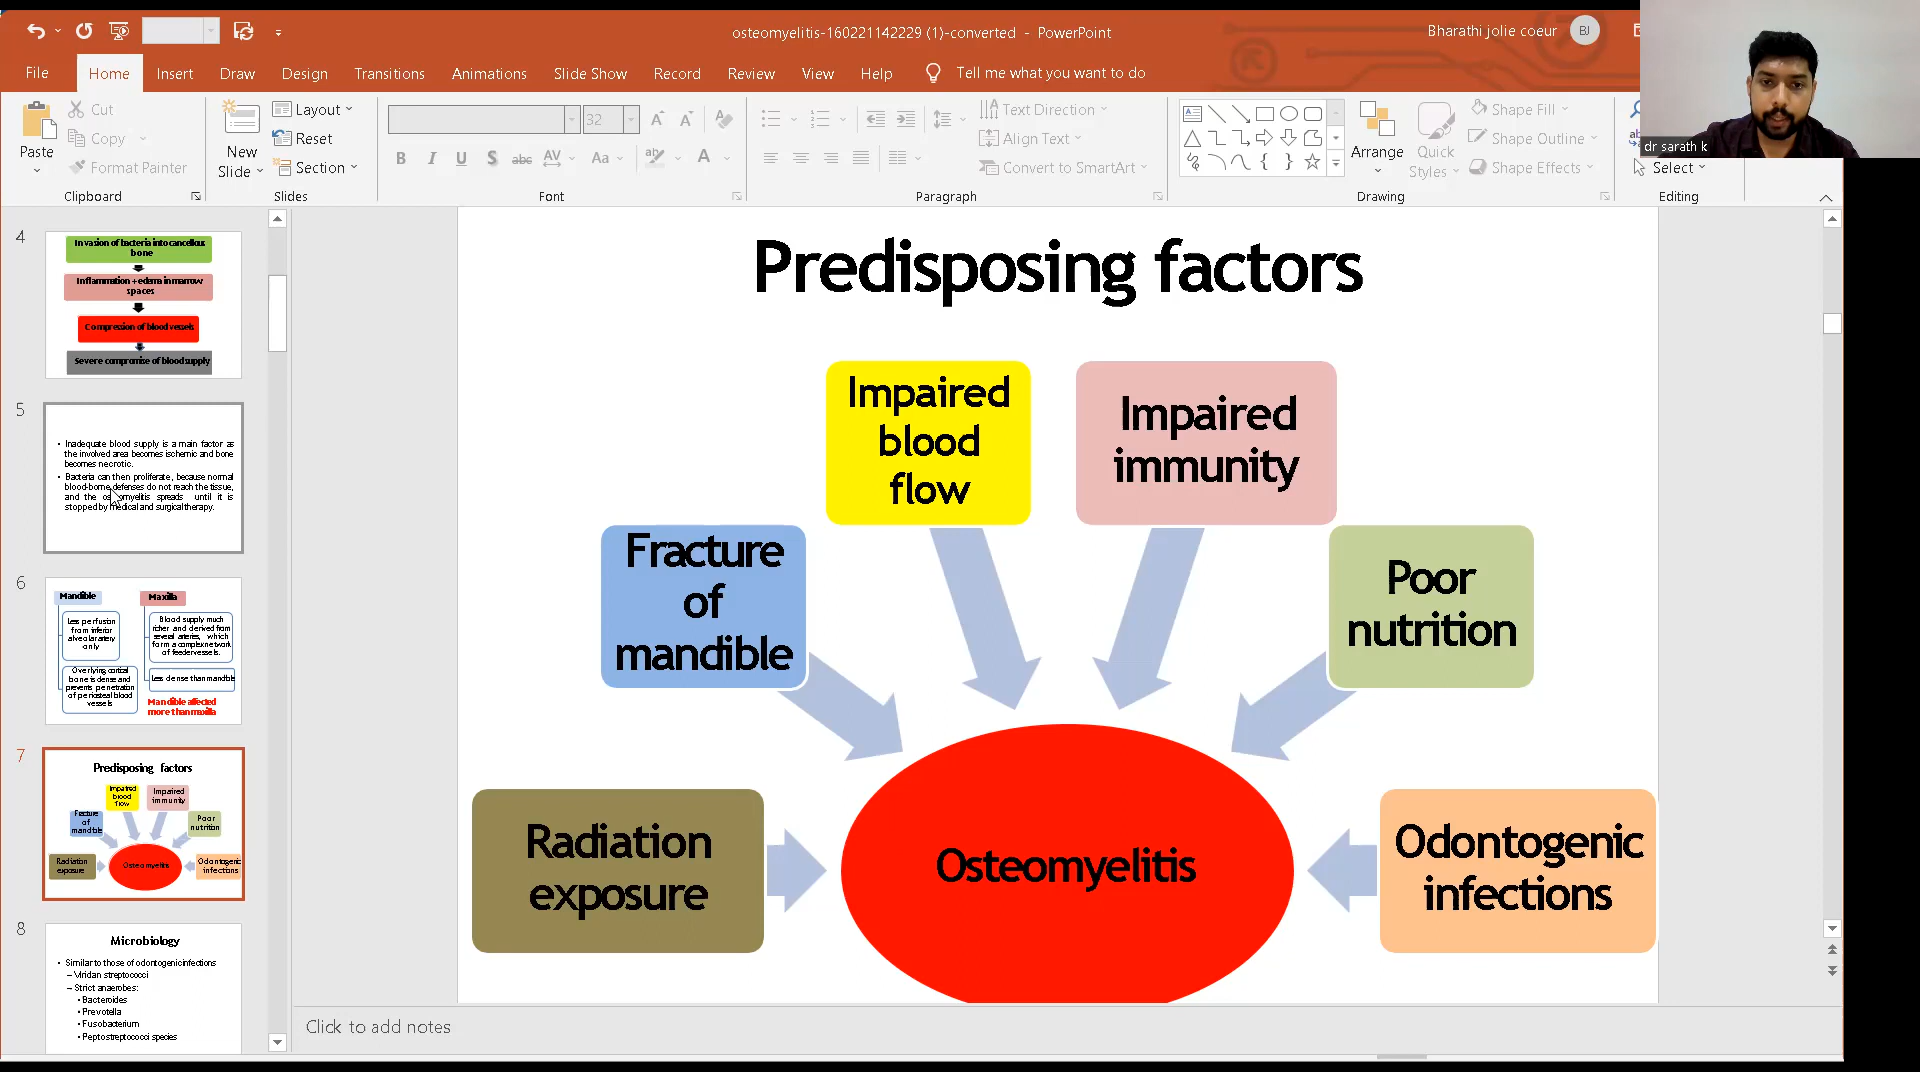 osteomyelitis-160221142229 (1)-converted - PowerPoint
Bharathi jolie coeur
BJ
File
Home
Insert
Draw
Design
Transitions
Animations
Slide Show
Record
Review
View
Help
Tell me what you want to do
Paste
Cut
Copy
Format Painter
Clipboard
New
Slide
Layout
Reset
Section
Slides
32
Font
Text Direction
Align Text
Convert to SmartArt
Paragraph
Arrange
Quick
Styles
Shape Fill
Shape Outline
Shape Effects
Drawing
Select
Editing
dr sarath k
4
Invasion of bacteria into cancellous
bone
Inflammation + edema in marrow
spaces
Compression of blood vessels
Severe compromise of blood supply
5
• Inadequate blood supply is a main factor as
the involved area becomes ischemic and bone
becomes necrotic.
• Bacteria can then proliferate, because normal
blood-borne defenses do not reach the tissue,
and the osteomyelitis spreads until it is
stopped by medical and surgical therapy.
6
Mandible
Less perfusion
from inferior
alveolar artery
only
Overlying cortical
bone is dense and
prevents penetration
of periosteal blood
vessels
Maxilla
Blood supply much
richer and derived from
several arteries, which
form a complex network
of feeder vessels.
Less dense than mandible
Mandible affected
more than maxilla
7
Predisposing factors
Impaired
blood
flow
Impaired
immunity
Fracture
of
mandible
Poor
nutrition
Radiation
exposure
Osteomyelitis
Odontogenic
infections
8
Microbiology
• Similar to those of odontogenic infections
– Viridan streptococci
– Strict anaerobes:
• Bacteroides
• Prevotella
• Fusobacterium
• Peptostreptococci species
Predisposing factors
Impaired
blood
flow
Impaired
immunity
Fracture
of
mandible
Poor
nutrition
Radiation
exposure
Osteomyelitis
Odontogenic
infections
Click to add notes